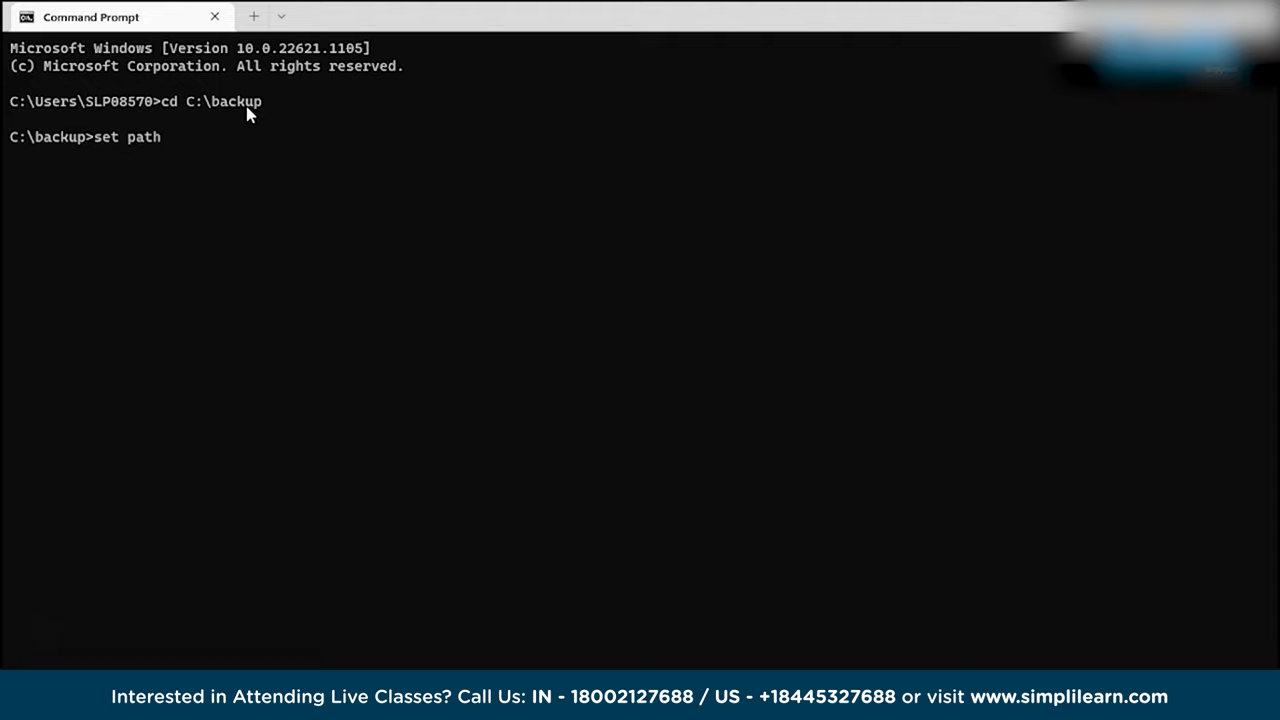 Command Prompt
Microsoft Windows [Version 10.0.22621.1105]
(c) Microsoft Corporation. All rights reserved.
C:\Users\SLP08570>cd C:\backup
C:\backup>set path
Interested in Attending Live Classes? Call Us: IN - 18002127688 / US - +18445327688 or visit www.simplilearn.com